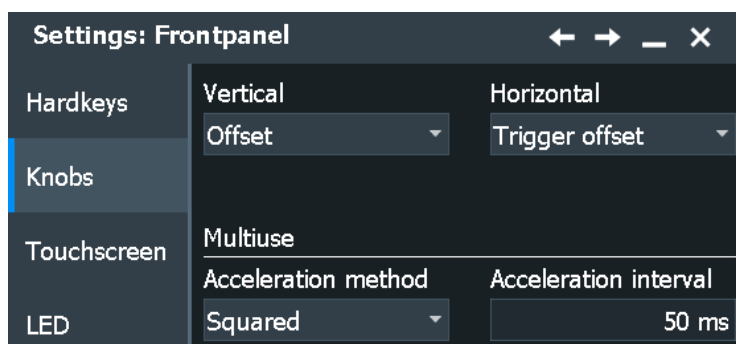 Settings: Frontpanel
Hardkeys
Knobs
Touchscreen
LED
Vertical
Horizontal
Offset
Trigger offset
Multiuse
Acceleration method
Acceleration interval
Squared
50 ms